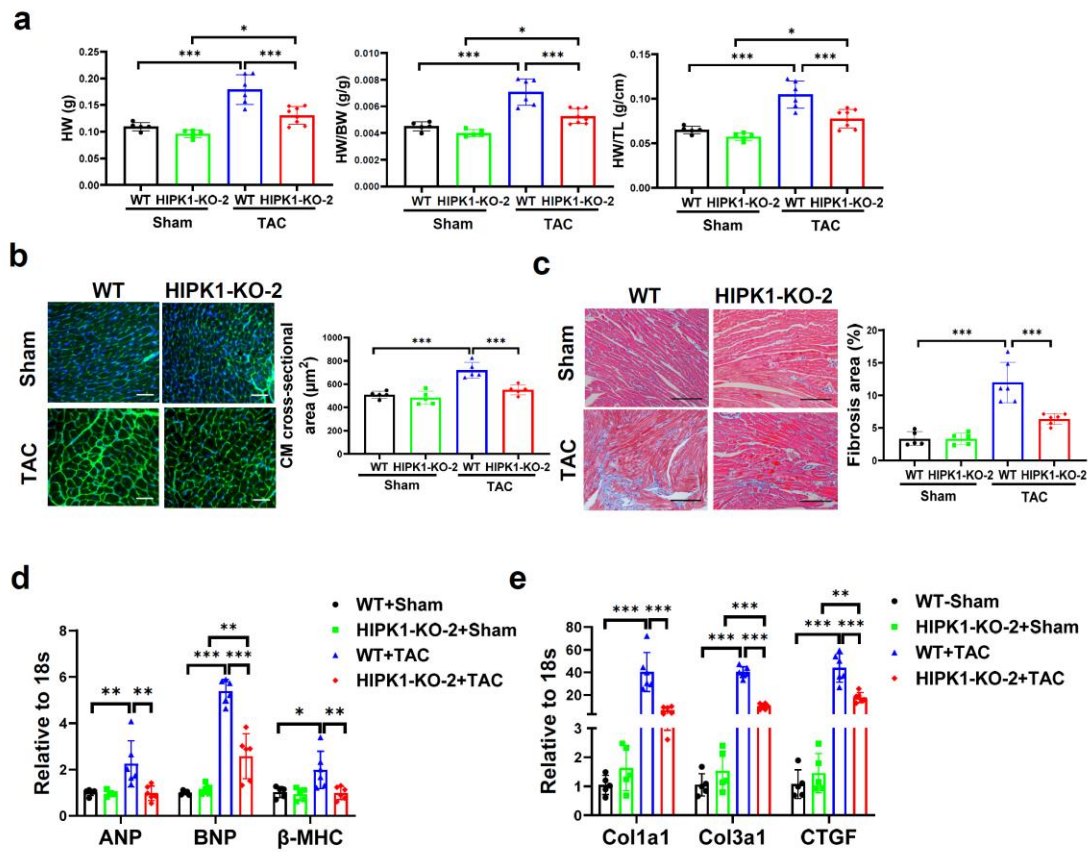 a
HW (g)
0.25
0.20
0.15
0.10
0.05
0.00
***
*
***
WT HIPK1-KO-2 WT HIPK1-KO-2
Sham TAC
HW/BW (g/g)
0.010
0.008
0.006
0.004
0.002
0.000
***
*
***
WT HIPK1-KO-2 WT HIPK1-KO-2
Sham TAC
HW/TL (g/cm)
0.15
0.10
0.05
0.00
***
*
***
WT HIPK1-KO-2 WT HIPK1-KO-2
Sham TAC
b
WT HIPK1-KO-2
Sham
TAC
CM cross-sectional
area (μm²)
1000
800
600
400
200
0
*** ***
WT HIPK1-KO-2 WT HIPK1-KO-2
Sham TAC
c
WT HIPK1-KO-2
Sham
TAC
Fibrosis area (%)
20
15
10
5
0
*** ***
WT HIPK1-KO-2 WT HIPK1-KO-2
Sham TAC
d
WT+Sham
HIPK1-KO-2+Sham
WT+TAC
HIPK1-KO-2+TAC
Relative to 18s
8
6
4
2
0
** **
**
*** ***
* **
ANP BNP β-MHC
e
WT-Sham
HIPK1-KO-2+Sham
WT+TAC
HIPK1-KO-2+TAC
Relative to 18s
80
60
40
20
4
3
2
1
0
*** ***
***
*** ***
**
*** ***
Col1a1 Col3a1 CTGF